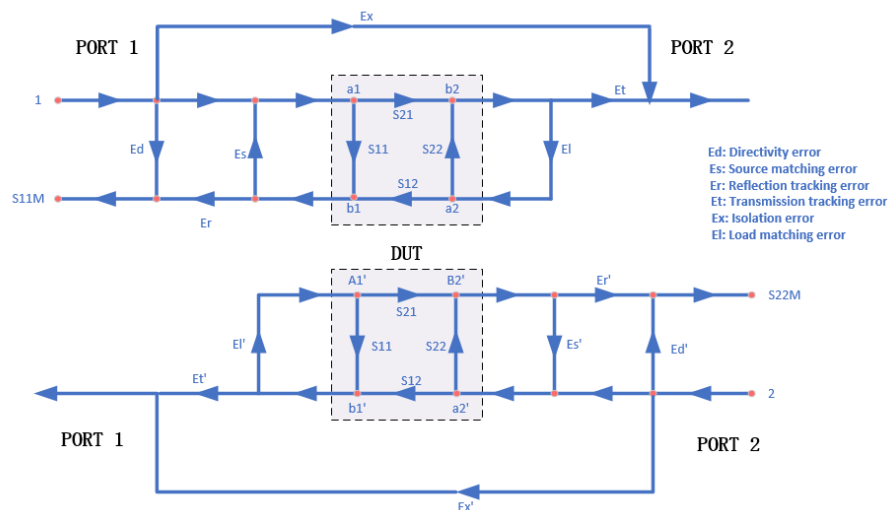 Ex
PORT 1
PORT 2
1
a1
b2
Et
S21
Ed
Es
S11
S22
El
Ed: Directivity error
Es: Source matching error
Er: Reflection tracking error
Et: Transmission tracking error
Ex: Isolation error
El: Load matching error
S12
S11M
Er
b1
a2
DUT
A1'
B2'
Er'
S22M
S21
El'
S11
S22
Es'
Ed'
Et'
S12
2
b1'
a2'
PORT 1
PORT 2
Ex'